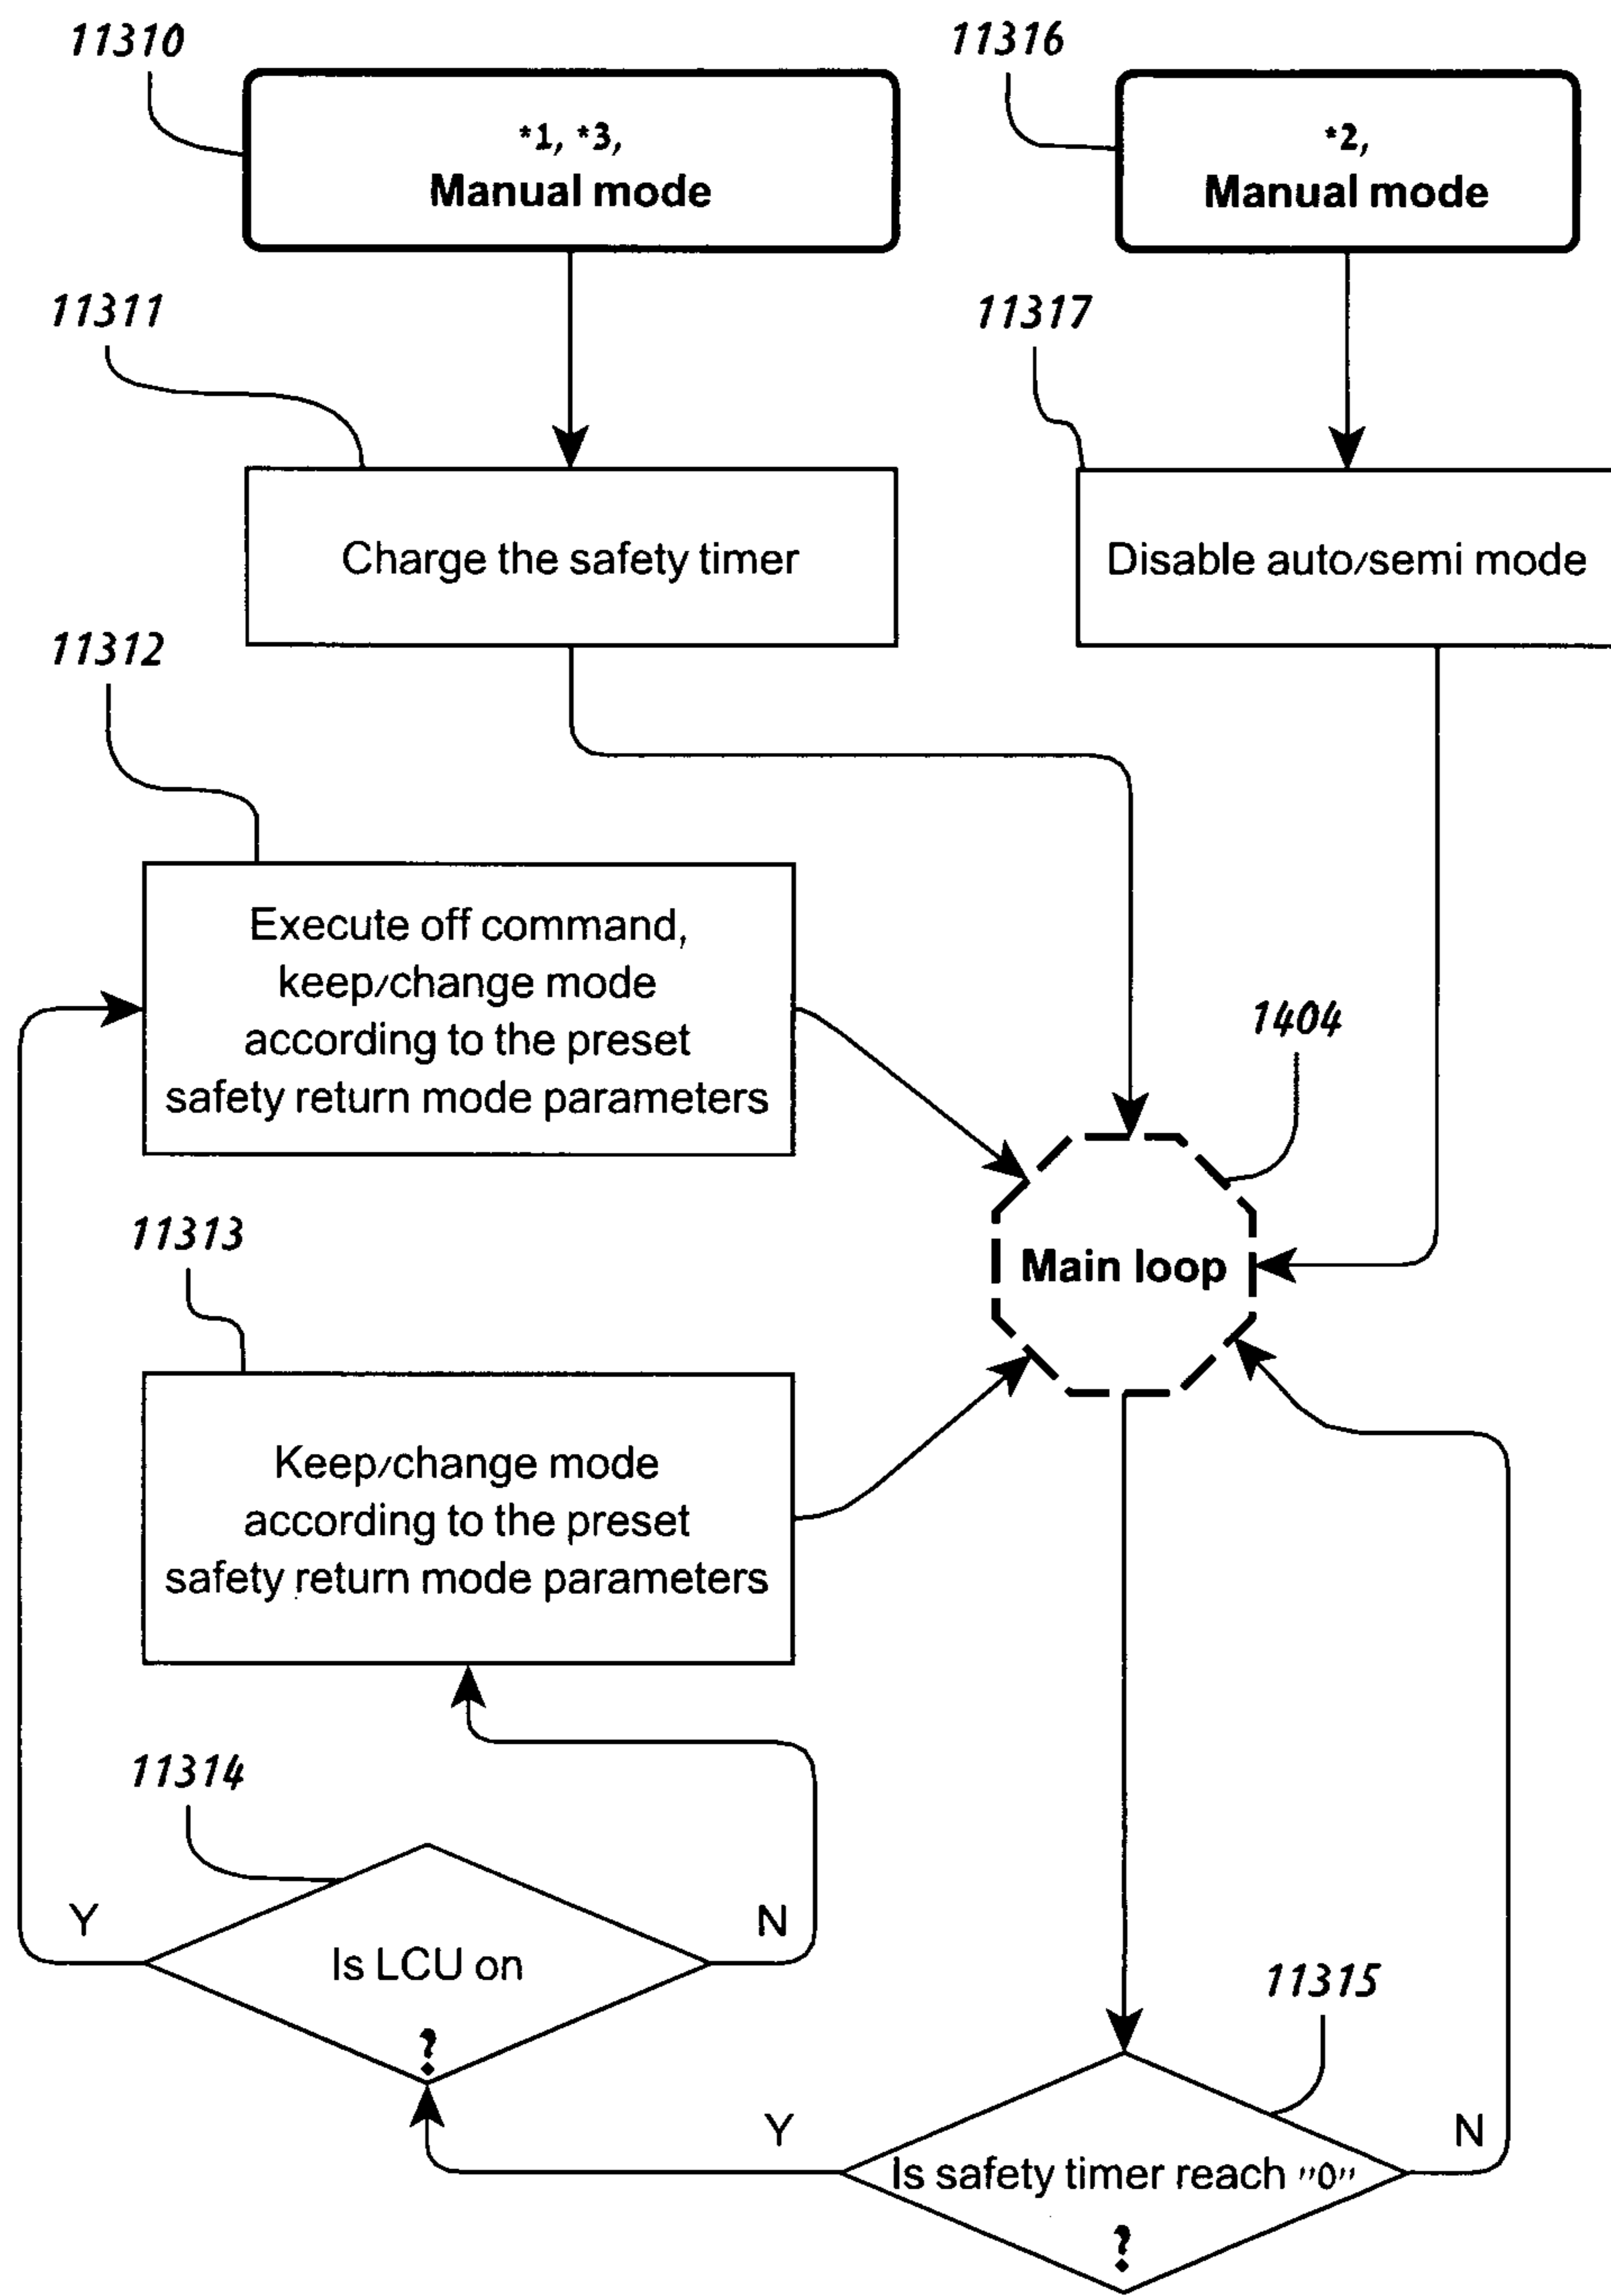 11310
*1, *3,
Manual mode
11316
*2,
Manual mode
11311
Charge the safety timer
11317
Disable auto/semi mode
11312
Execute off command,
keep/change mode
according to the preset
safety return mode parameters
1404
Main loop
11313
Keep/change mode
according to the preset
safety return mode parameters
11314
Y
Is LCU on
?
N
11315
Y
Is safety timer reach "0"
?
N